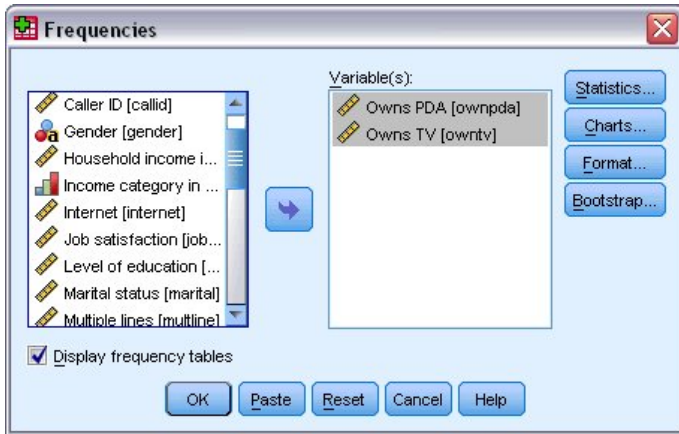 Frequencies
Caller ID [callid]
Gender [gender]
Household income i...
Income category in ...
Internet [internet]
Job satisfaction [job...
Level of education [...
Marital status [marital]
Multiple lines [multline]
Variable(s):
Owns PDA [ownpda]
Owns TV [owntv]
Statistics...
Charts...
Format...
Bootstrap...
Display frequency tables
OK
Paste
Reset
Cancel
Help